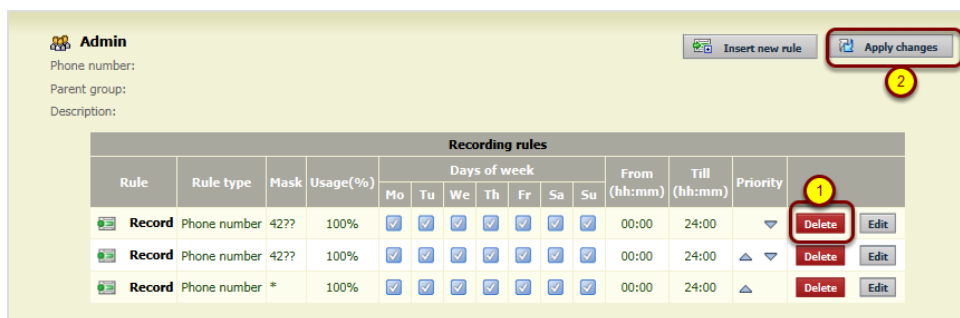 Admin
Insert new rule
Apply changes
Phone number:
2
Parent group:
Description:
Recording rules
Rule Rule type Mask Usage(%) Days of week From (hh:mm) Till (hh:mm) Priority
Mo Tu We Th Fr Sa Su
1
Record Phone number 42?? 100% 00:00 24:00 Delete Edit
Record Phone number 42?? 100% 00:00 24:00 Delete Edit
Record Phone number * 100% 00:00 24:00 Delete Edit